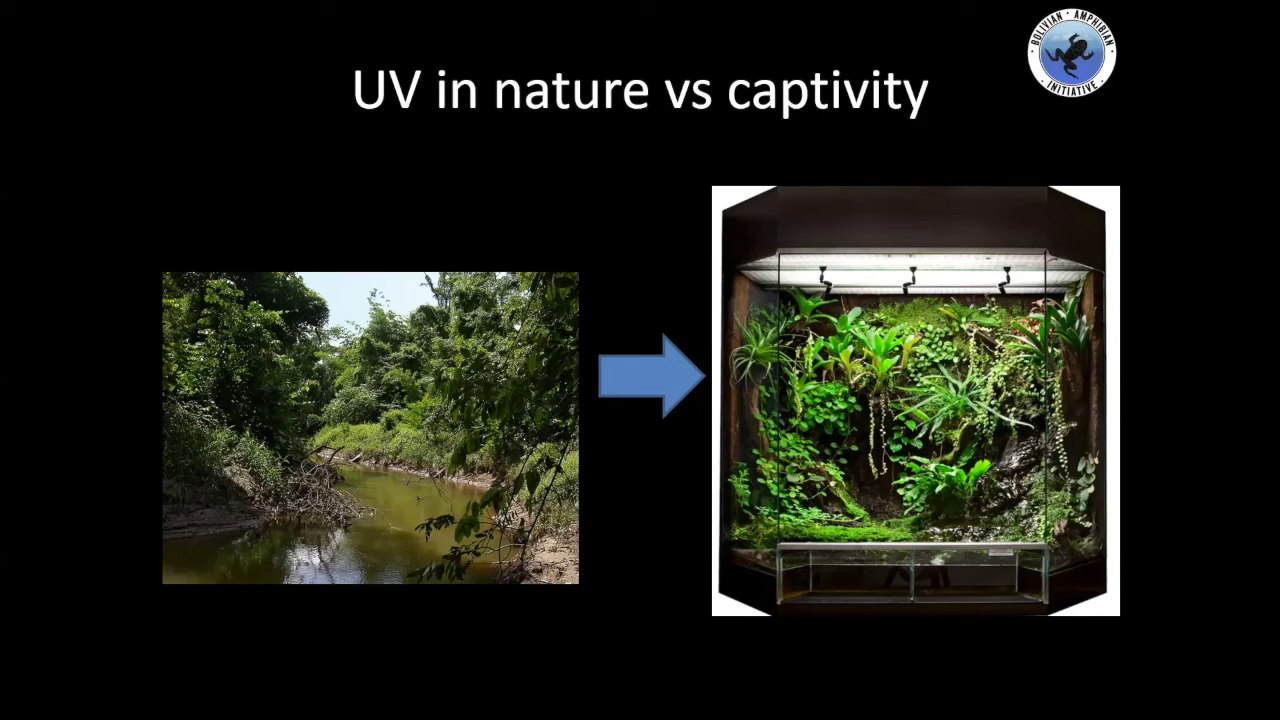 BOLIVIAN · AMPHIBIAN
· INITIATIVE ·
UV in nature vs captivity